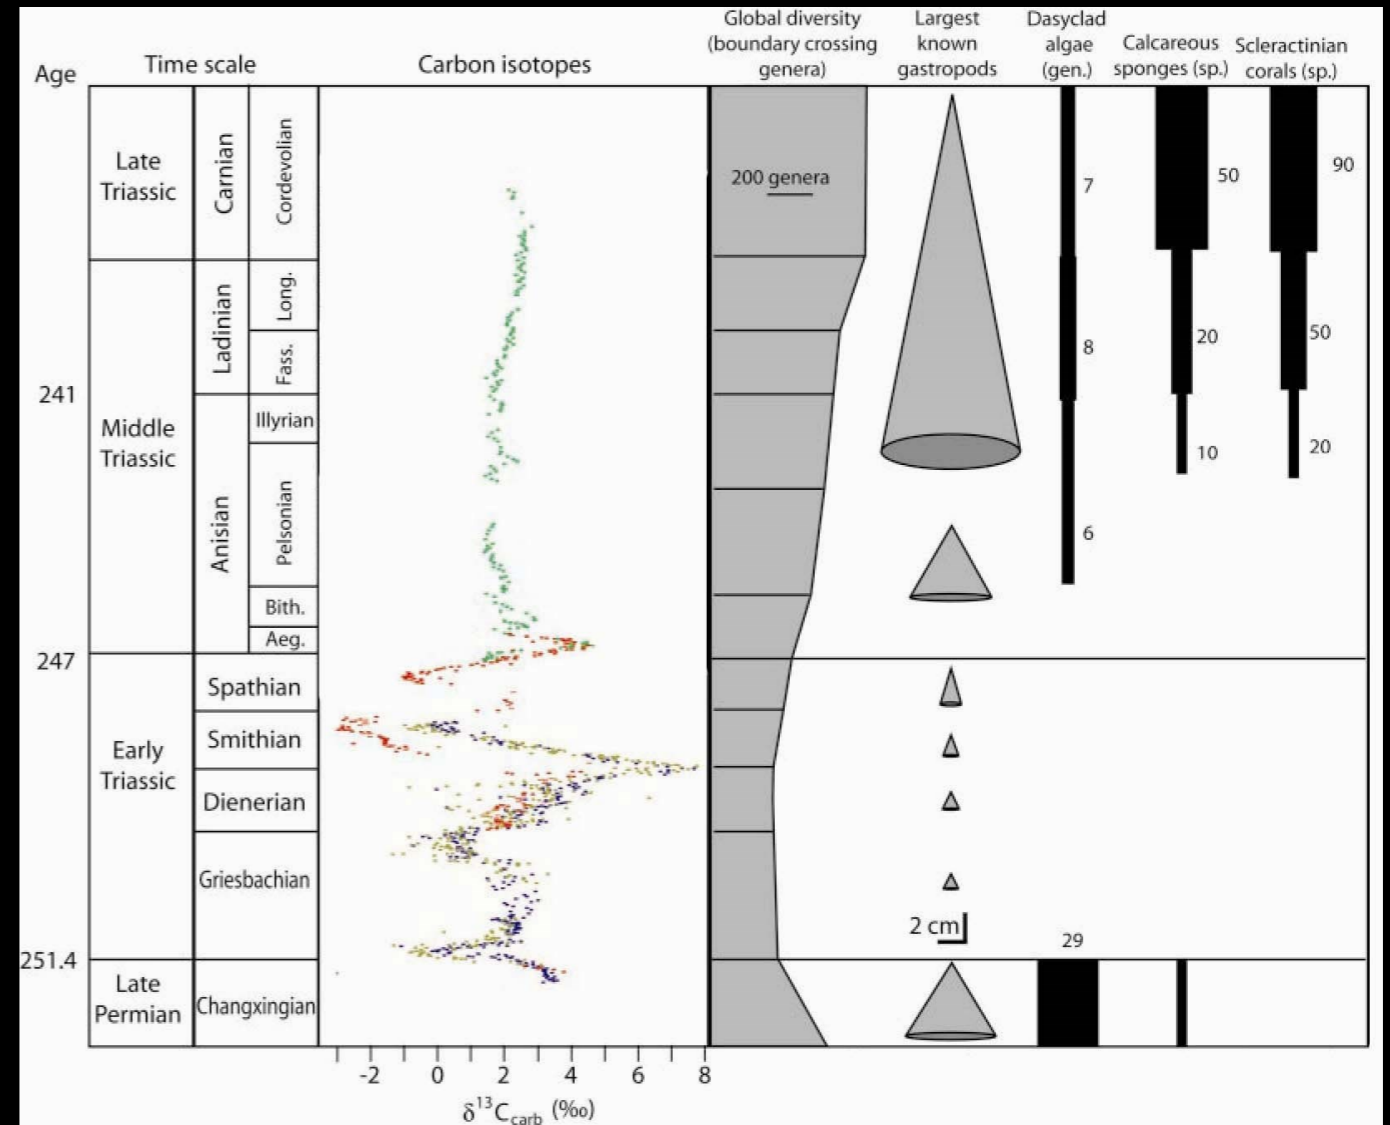 Age
Time scale
Carbon isotopes
Global diversity
(boundary crossing
genera)
Largest
known
gastropods
Dasyclad
algae
(gen.)
Calcareous
sponges (sp.)
Scleractinian
corals (sp.)
Late
Triassic
Carnian
Cordevolian
200 genera
7
50
90
Ladinian
Long.
Fass.
8
20
50
241
Middle
Triassic
Anisian
Illyrian
Pelsonian
Bith.
Aeg.
10
20
6
247
Early
Triassic
Spathian
Smithian
Dienerian
Griesbachian
2 cm
29
251.4
Late
Permian
Changxingian
-2 0 2 4 6 8
δ13Ccarb (‰)